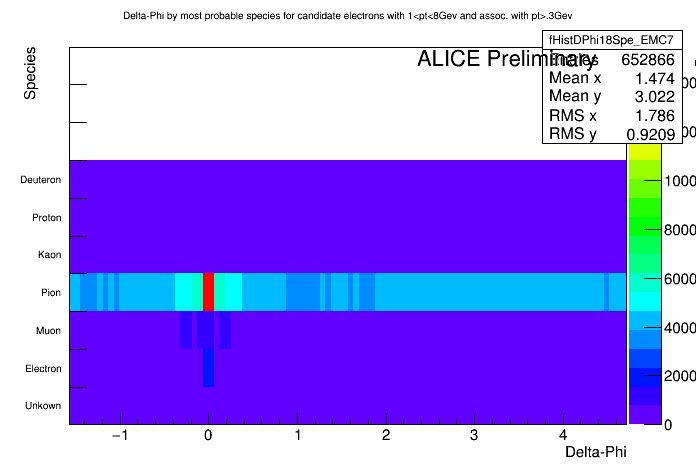 Delta-Phi by most probable species for candidate electrons with 1<pt<8Gev and assoc. with pt>.3Gev
Species
ALICE Preliminary
fHistDPhi18Spe_EMC7
Entries 652866
Mean x 1.474
Mean y 3.022
RMS x 1.786
RMS y 0.9209
Deuteron
Proton
Kaon
Pion
Muon
Electron
Unkown
−1 0 1 2 3 4
Delta-Phi
1000
8000
6000
4000
2000
0